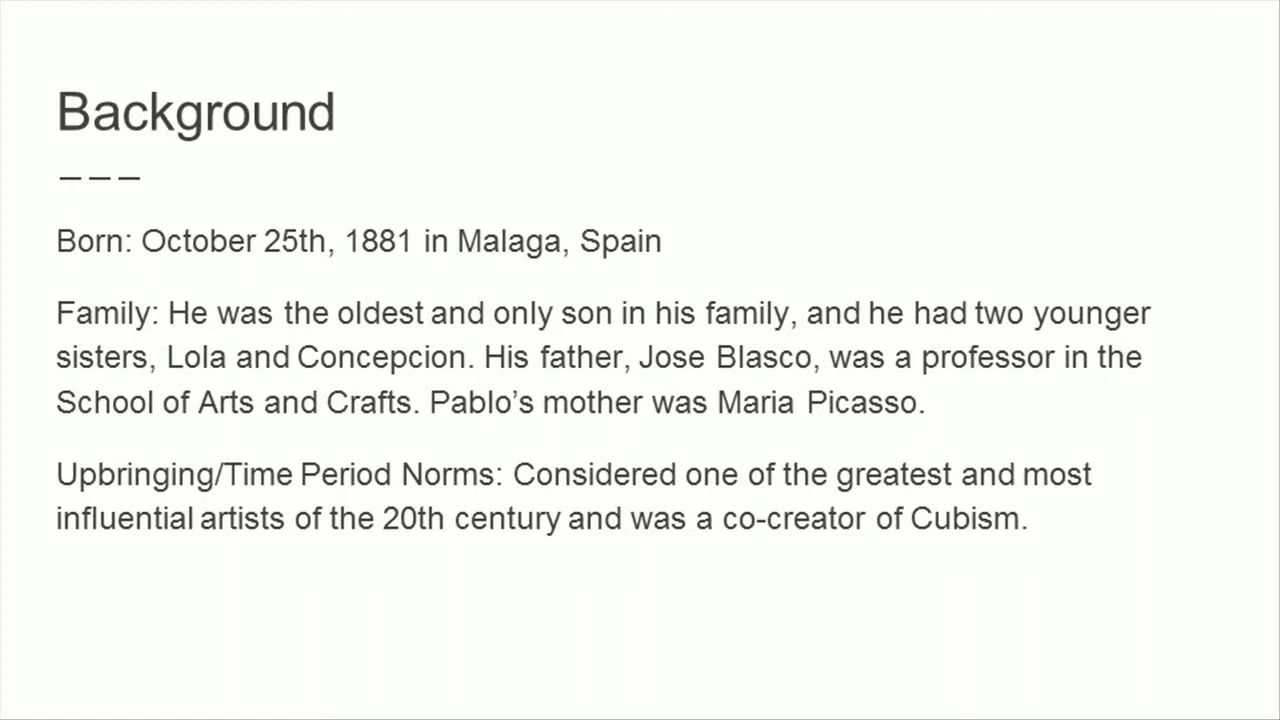 Background
Born: October 25th, 1881 in Malaga, Spain
Family: He was the oldest and only son in his family, and he had two younger
sisters, Lola and Concepcion. His father, Jose Blasco, was a professor in the
School of Arts and Crafts. Pablo’s mother was Maria Picasso.
Upbringing/Time Period Norms: Considered one of the greatest and most
influential artists of the 20th century and was a co-creator of Cubism.